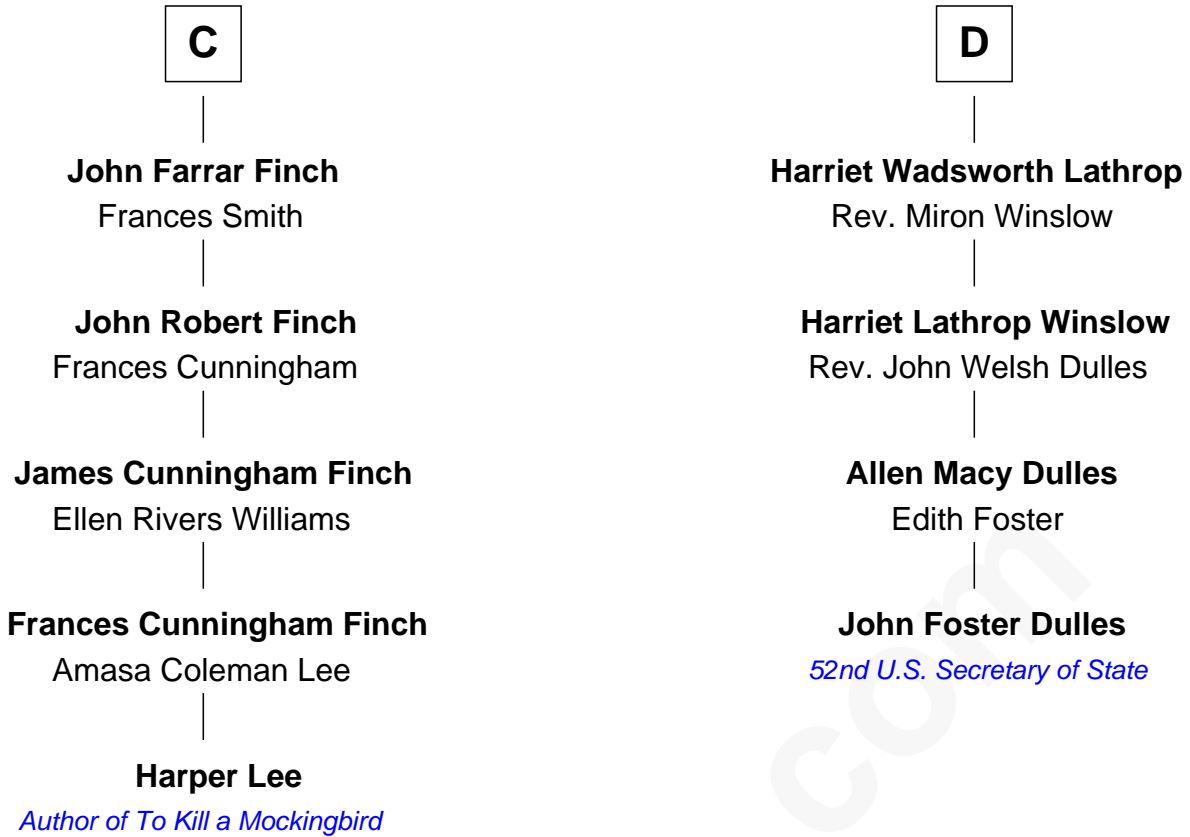 C
John Farrar Finch
Frances Smith
John Robert Finch
Frances Cunningham
James Cunningham Finch
Ellen Rivers Williams
Frances Cunningham Finch
Amasa Coleman Lee
Harper Lee
Author of To Kill a Mockingbird
D
Harriet Wadsworth Lathrop
Rev. Miron Winslow
Harriet Lathrop Winslow
Rev. John Welsh Dulles
Allen Macy Dulles
Edith Foster
John Foster Dulles
52nd U.S. Secretary of State
com